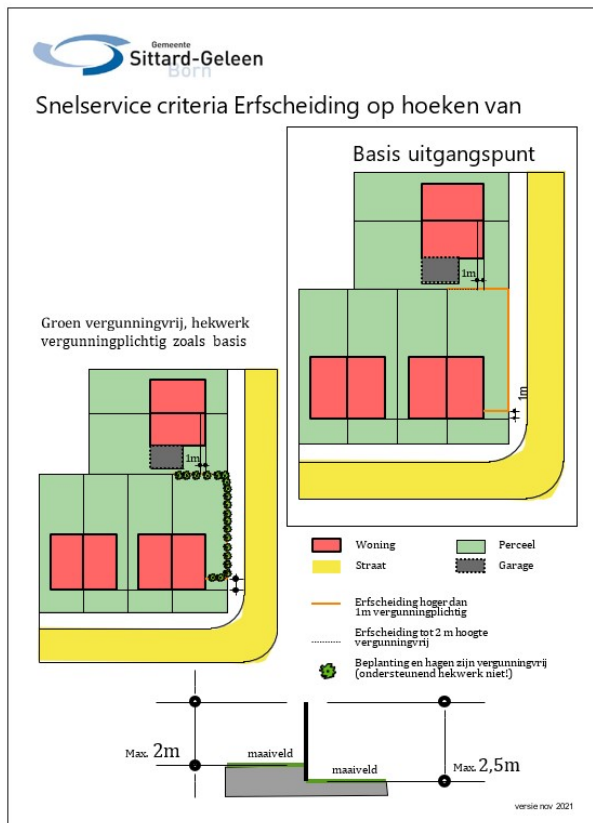 Gemeente
Sittard-Geleen
Born
Snelservice criteria Erfscheiding op hoeken van
Basis uitgangspunt
1m
1m
Groen vergunningvrij, hekwerk
vergunningplichtig zoals basis
1m
Woning
Perceel
Straat
Garage
Erfscheiding hoger dan
1m vergunningplichtig
Erfscheiding tot 2 m hoogte
vergunningvrij
Beplanting en hagen zijn vergunningvrij
(ondersteunend hekwerk niet!)
Max. 2m
maaiveld
maaiveld
Max. 2,5m
versie nov 2021